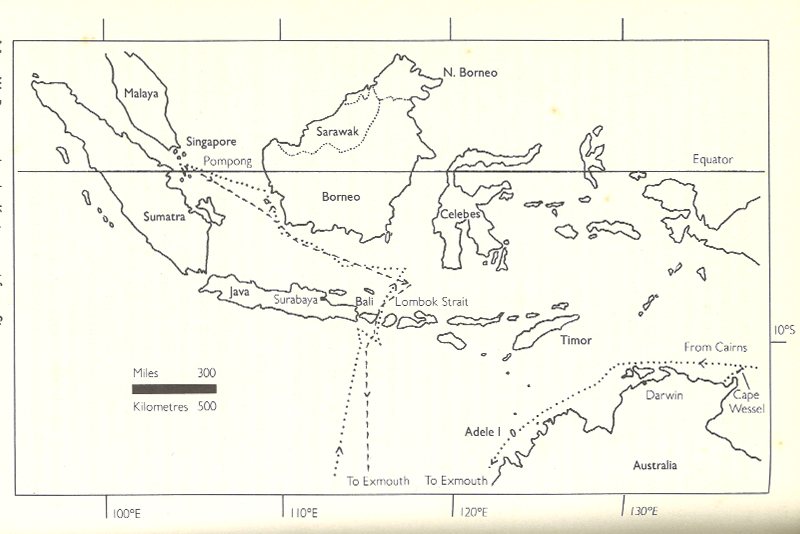 N. Borneo
Malaya
Sarawak
Singapore
Pompong
Equator
Borneo
Sumatra
Celebes
Java
Surabaya
Bali
Lombok Strait
10°S
Timor
From Cairns
Miles 300
Kilometres 500
Darwin
Cape
Wessel
Adele I
Australia
To Exmouth
To Exmouth
100°E
110°E
120°E
130°E